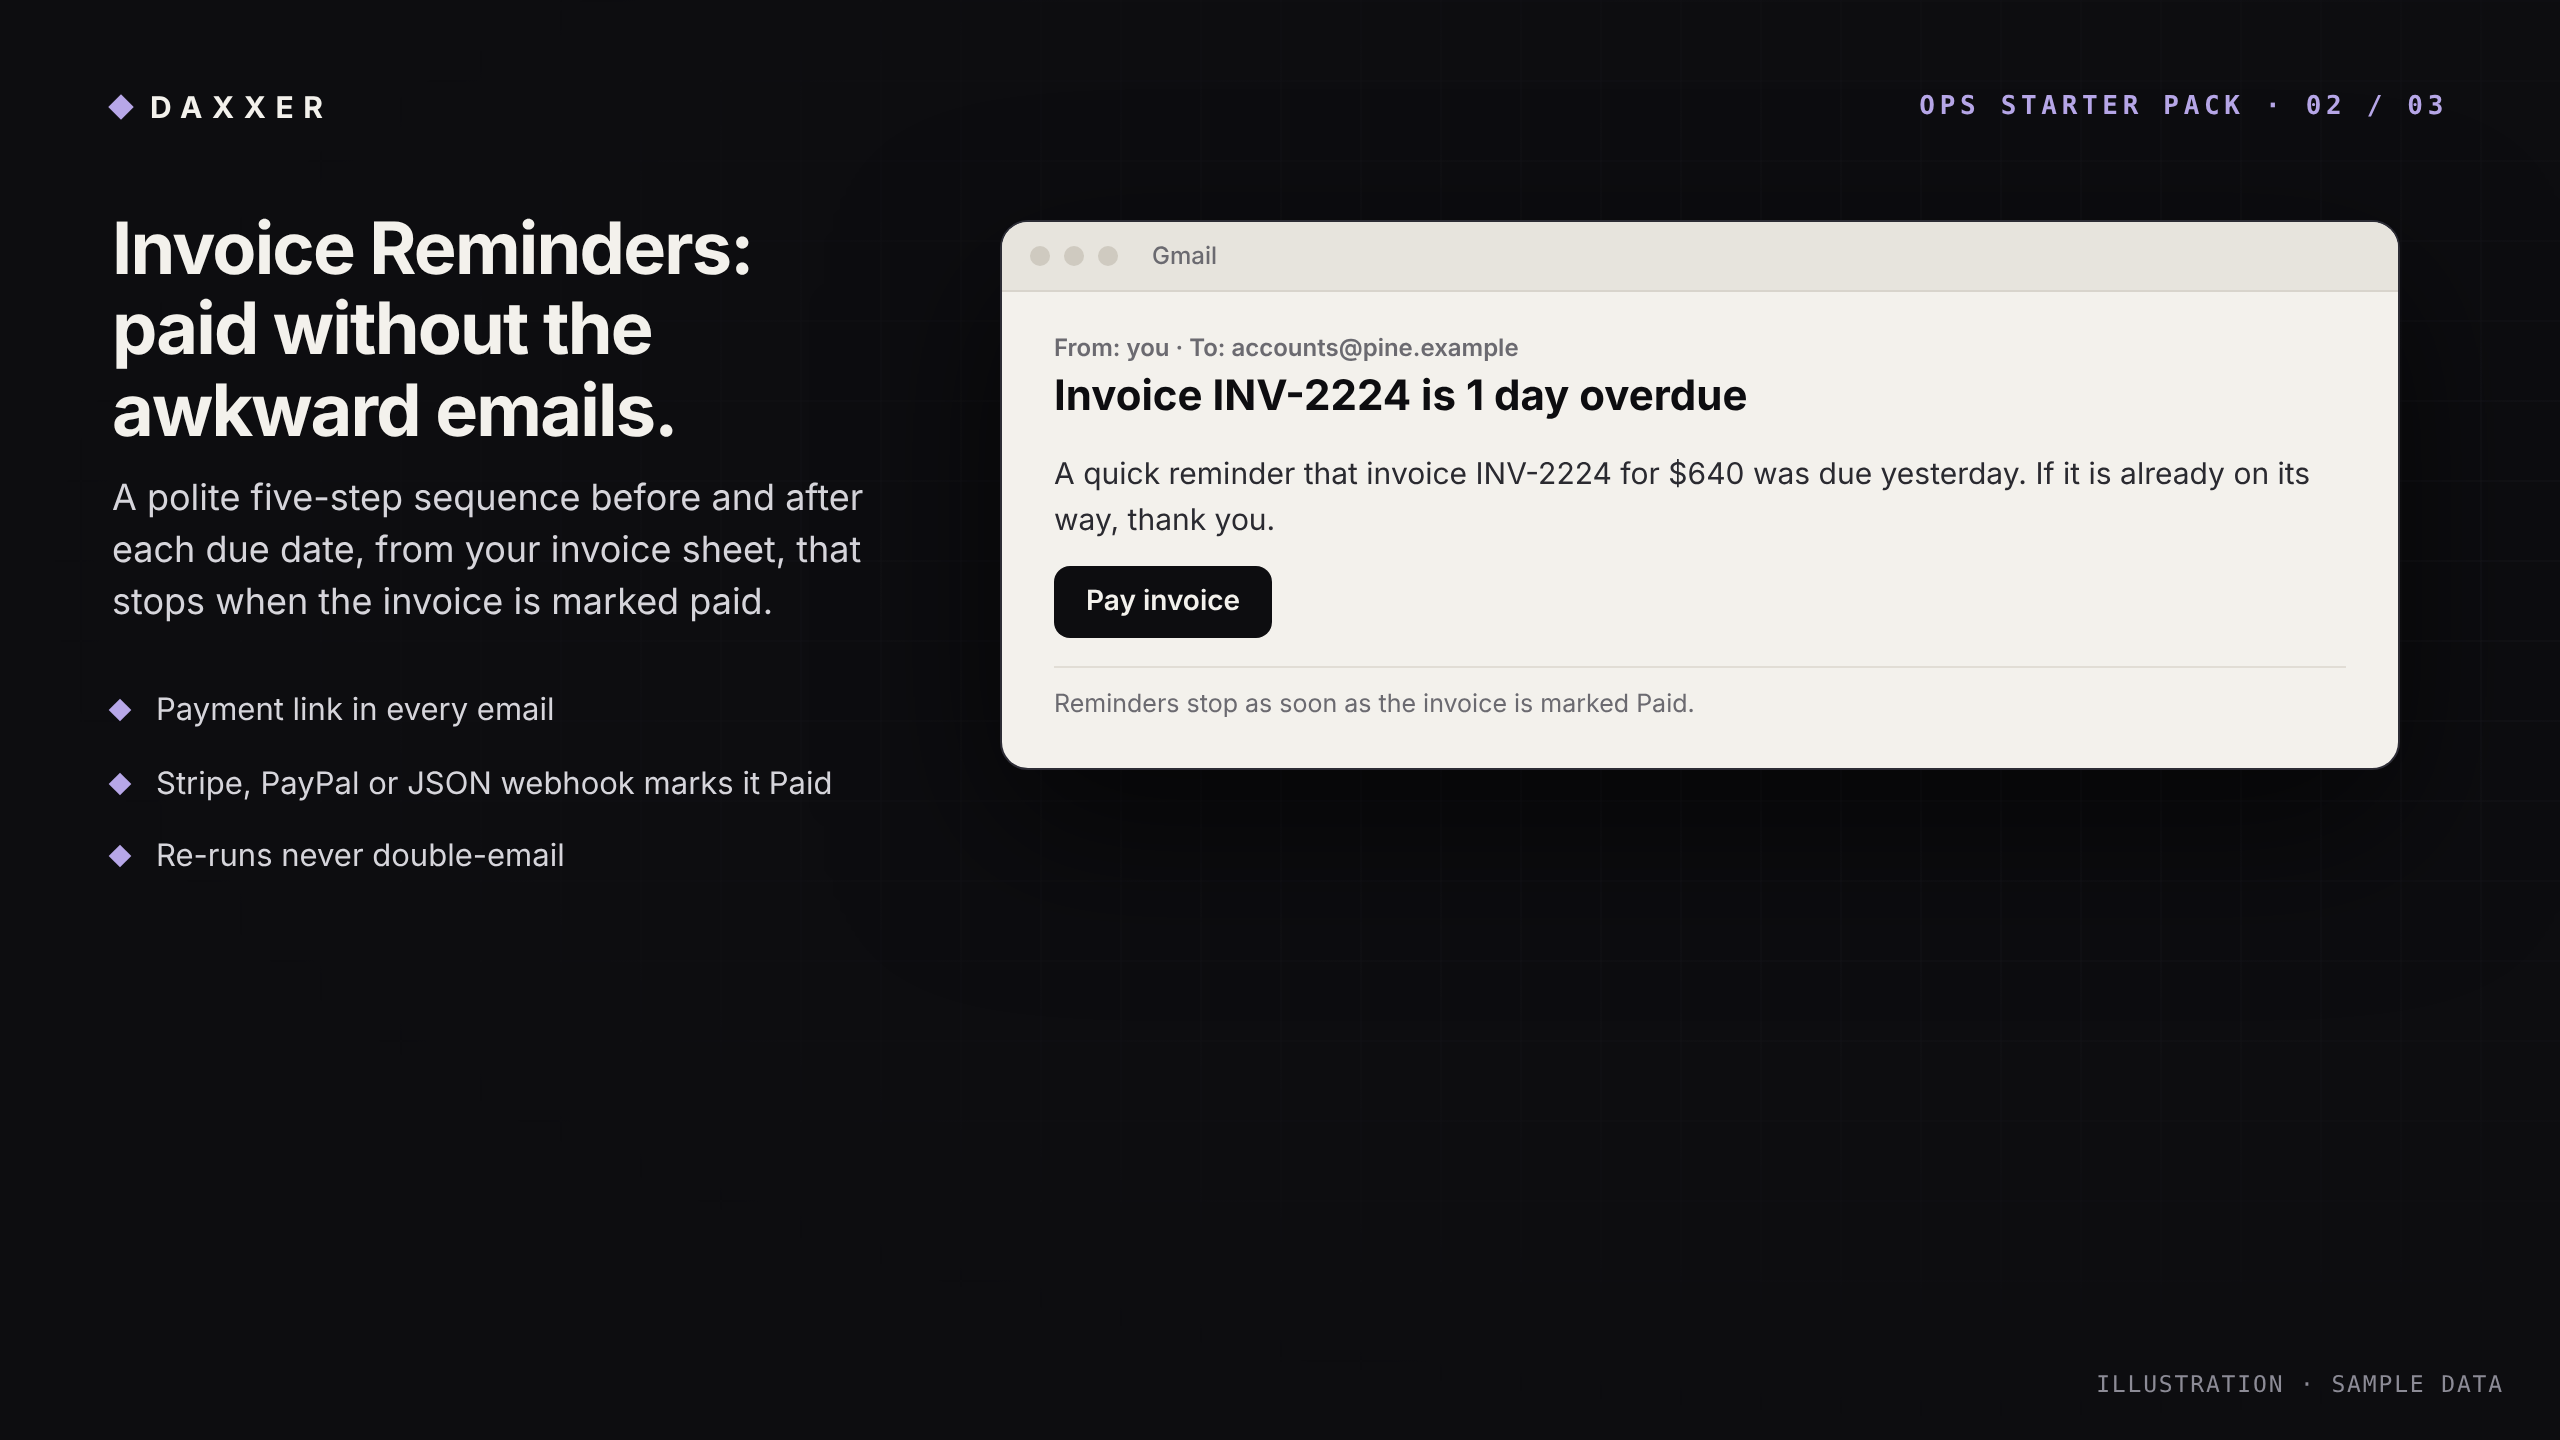 DAXXER
OPS STARTER PACK · 02 / 03
Invoice Reminders:
paid without the
awkward emails.
A polite five-step sequence before and after
each due date, from your invoice sheet, that
stops when the invoice is marked paid.
Payment link in every email
Stripe, PayPal or JSON webhook marks it Paid
Re-runs never double-email
Gmail
From: you · To: accounts@pine.example
Invoice INV-2224 is 1 day overdue
A quick reminder that invoice INV-2224 for $640 was due yesterday. If it is already on its
way, thank you.
Pay invoice
Reminders stop as soon as the invoice is marked Paid.
ILLUSTRATION · SAMPLE DATA